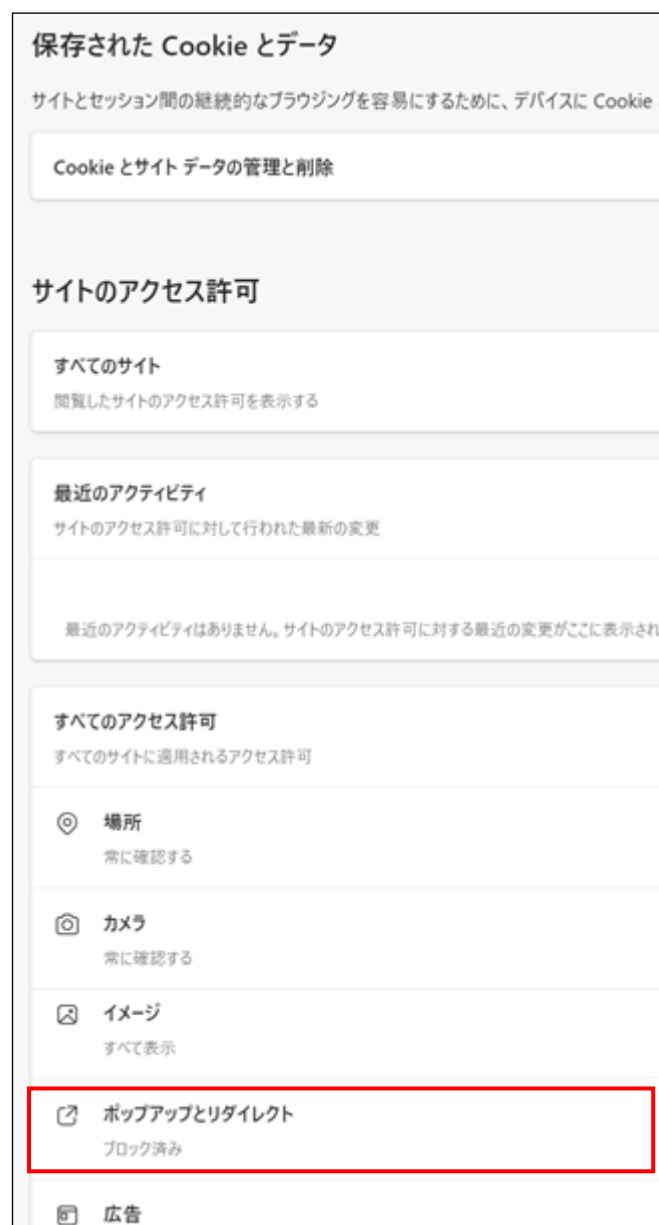 保存された Cookie とデータ
サイトとセッション間の継続的なブラウジングを容易にするために、デバイスに Cookie
Cookie とサイト データの管理と削除
サイトのアクセス許可
すべてのサイト
閲覧したサイトのアクセス許可を表示する
最近のアクティビティ
サイトのアクセス許可に対して行われた最新の変更
最近のアクティビティはありません。サイトのアクセス許可に対する最近の変更がここに表示され
すべてのアクセス許可
すべてのサイトに適用されるアクセス許可
場所
常に確認する
カメラ
常に確認する
イメージ
すべて表示
ポップアップとリダイレクト
ブロック済み
広告